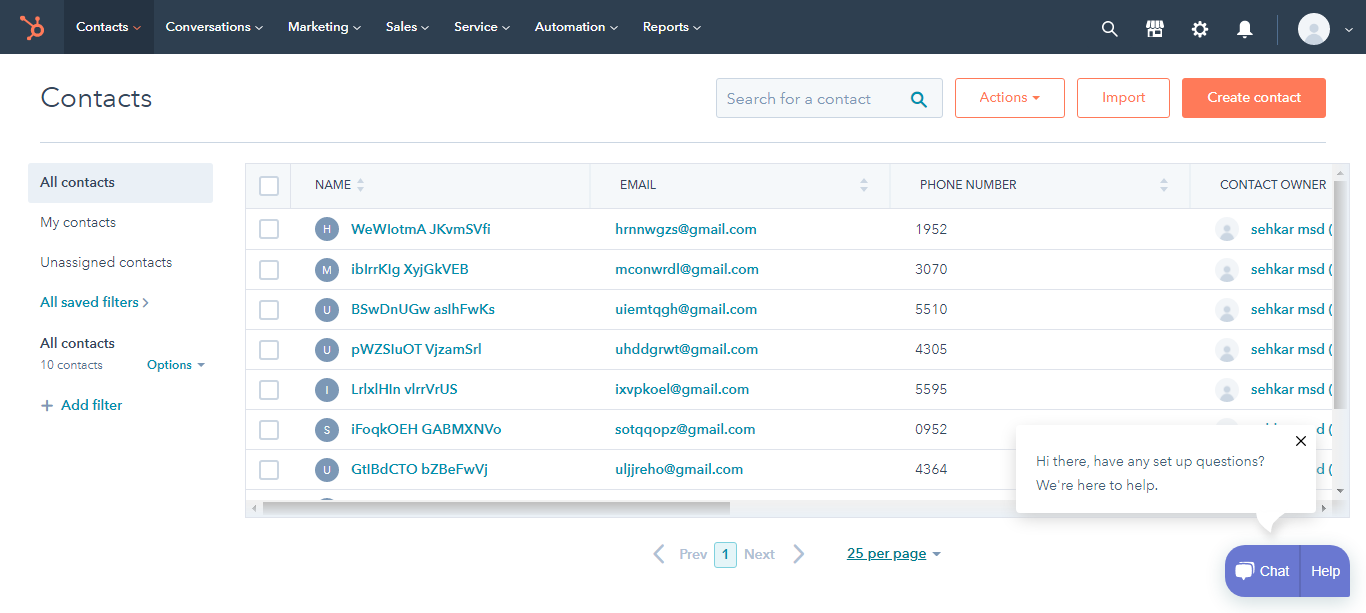 Contacts Conversations Marketing Sales Service Automation Reports
Contacts
Search for a contact
Actions
Import
Create contact
All contacts
My contacts
Unassigned contacts
All saved filters
All contacts
10 contacts Options
+ Add filter
NAME EMAIL PHONE NUMBER CONTACT OWNER
H WeWIotmA JKvmSVfi hrnnwgzs@gmail.com 1952 sehkar msd (
M ibIrrKIg XyjGkVEB mconwrdl@gmail.com 3070 sehkar msd (
U BSwDnUGw asIhFwKs uiemtqgh@gmail.com 5510 sehkar msd (
U pWZSIuOT VjzamSrl uhddgrwt@gmail.com 4305 sehkar msd (
I LrlxlHIn vlrrVrUS ixvpkoel@gmail.com 5595 sehkar msd (
S iFoqkOEH GABMXNVo sotqqopz@gmail.com 0952 d (
U GtIBdCTO bZBeFwVj uljjreho@gmail.com 4364 d (
Hi there, have any set up questions?
We're here to help.
Prev 1 Next 25 per page
Chat Help